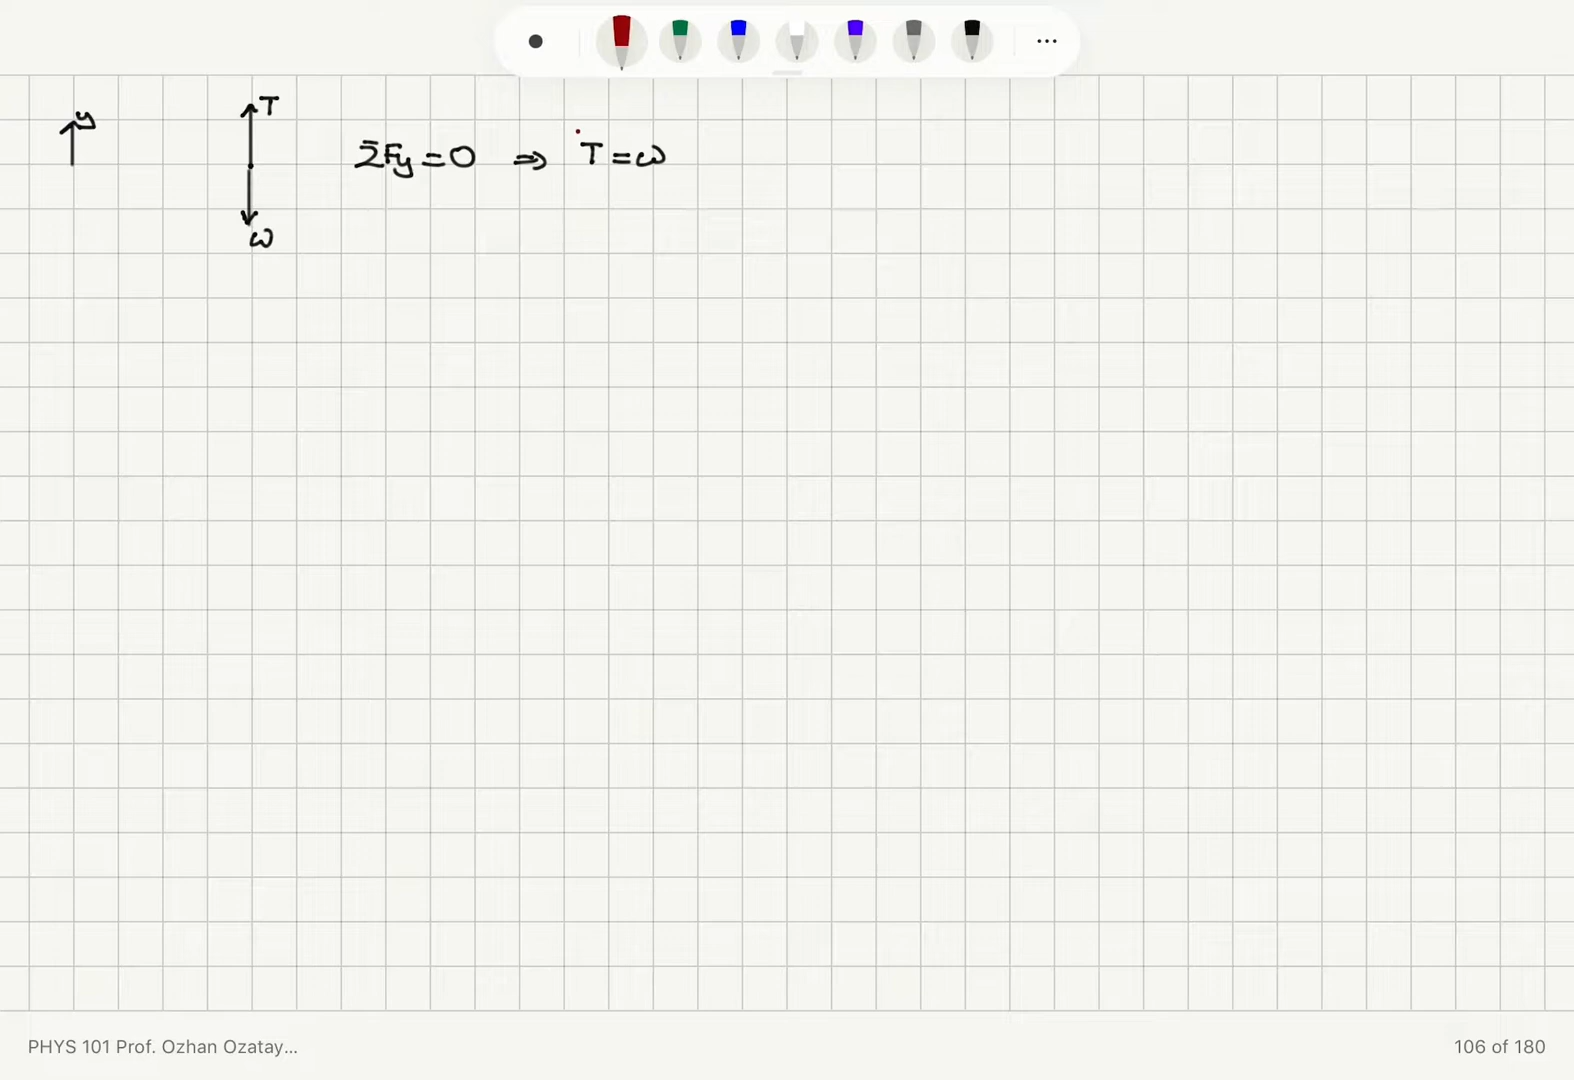 y
T
ΣFy = 0 ⇒ T = ω
ω
PHYS 101 Prof. Ozhan Ozatay...
106 of 180